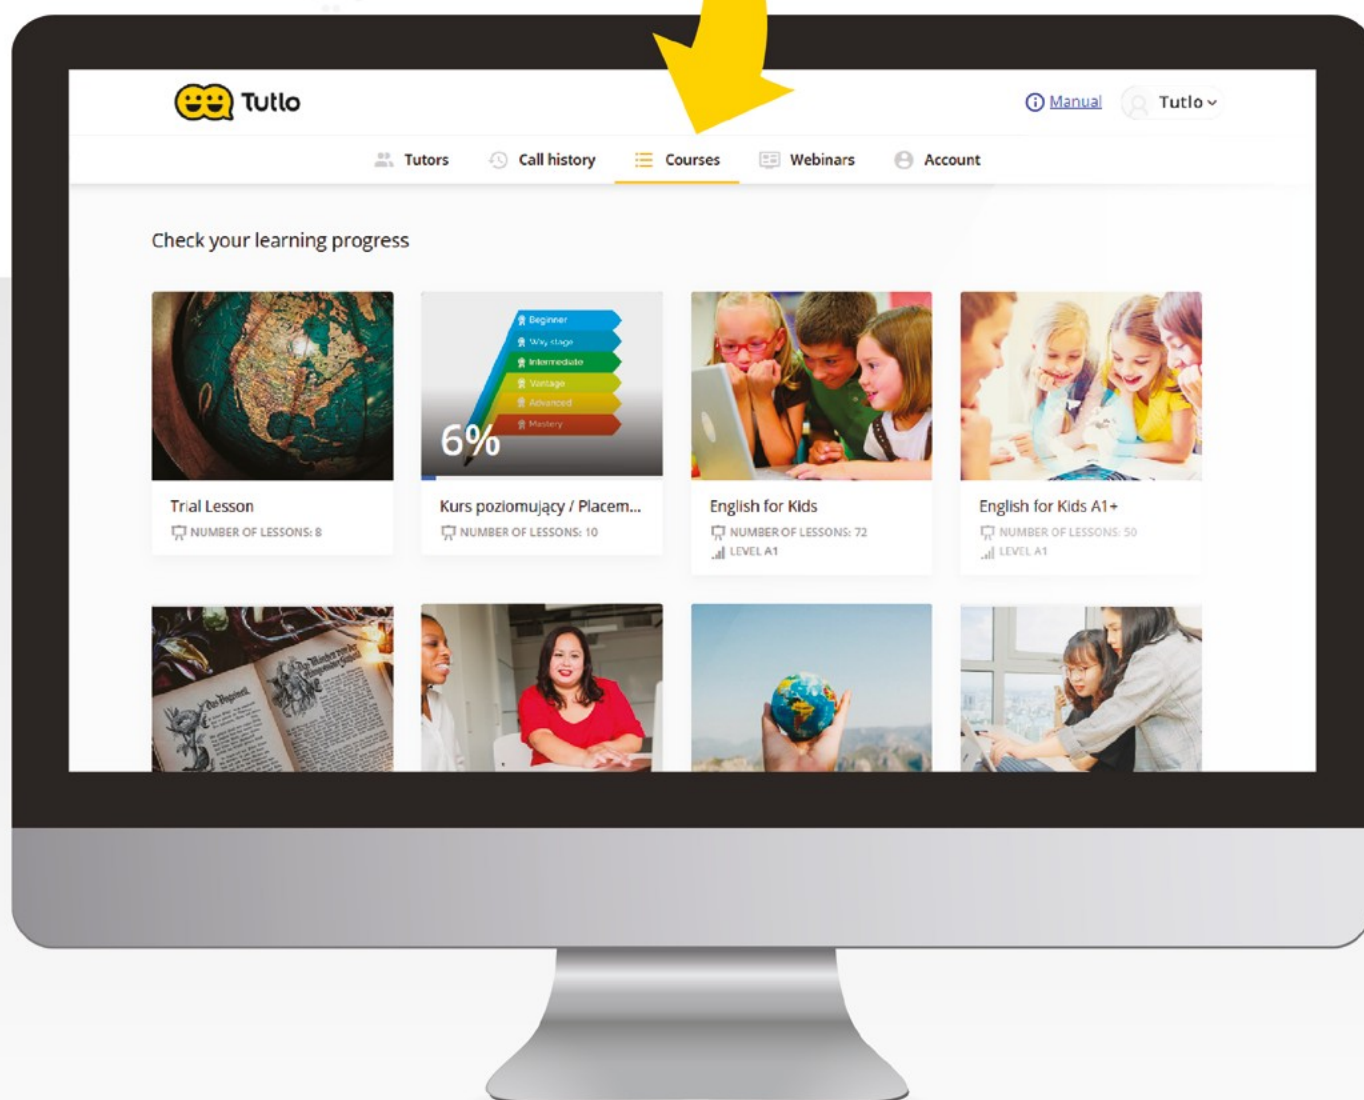 Tutlo
Manual
Tutlo
Tutors
Call history
Courses
Webinars
Account
Check your learning progress
Beginner
Way stage
Intermediate
Vantage
Advanced
Mastery
6%
Trial Lesson
NUMBER OF LESSONS: 8
Kurs poziomujący / Placem...
NUMBER OF LESSONS: 10
English for Kids
NUMBER OF LESSONS: 72
LEVEL A1
English for Kids A1+
NUMBER OF LESSONS: 50
LEVEL A1